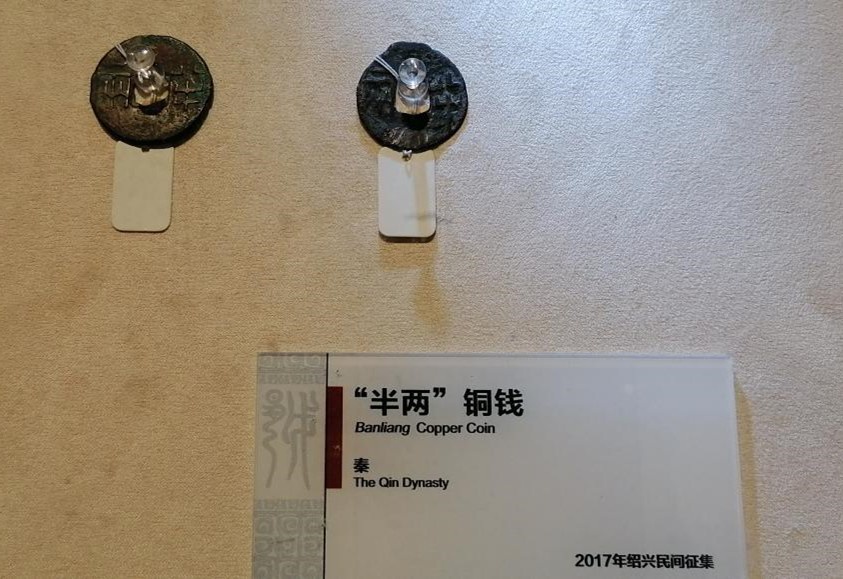 “半两” 铜钱
Banliang Copper Coin
秦
The Qin Dynasty
2017年绍兴民间征集